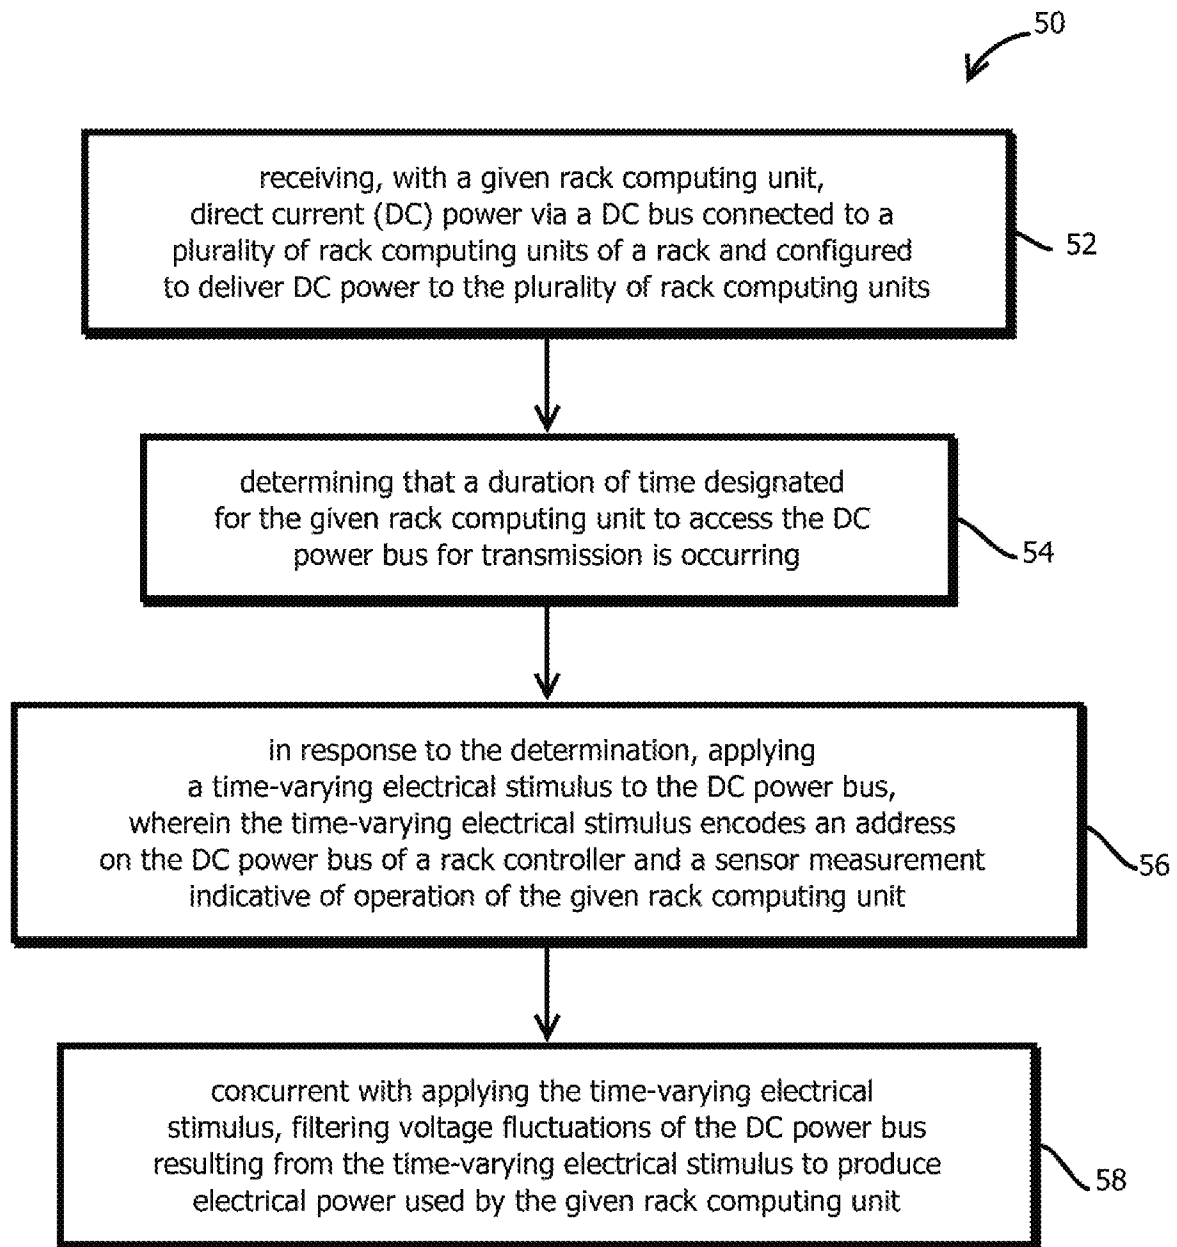 50
receiving, with a given rack computing unit,
direct current (DC) power via a DC bus connected to a
plurality of rack computing units of a rack and configured
to deliver DC power to the plurality of rack computing units
52
determining that a duration of time designated
for the given rack computing unit to access the DC
power bus for transmission is occurring
54
in response to the determination, applying
a time-varying electrical stimulus to the DC power bus,
wherein the time-varying electrical stimulus encodes an address
on the DC power bus of a rack controller and a sensor measurement
indicative of operation of the given rack computing unit
56
concurrent with applying the time-varying electrical
stimulus, filtering voltage fluctuations of the DC power bus
resulting from the time-varying electrical stimulus to produce
electrical power used by the given rack computing unit
58